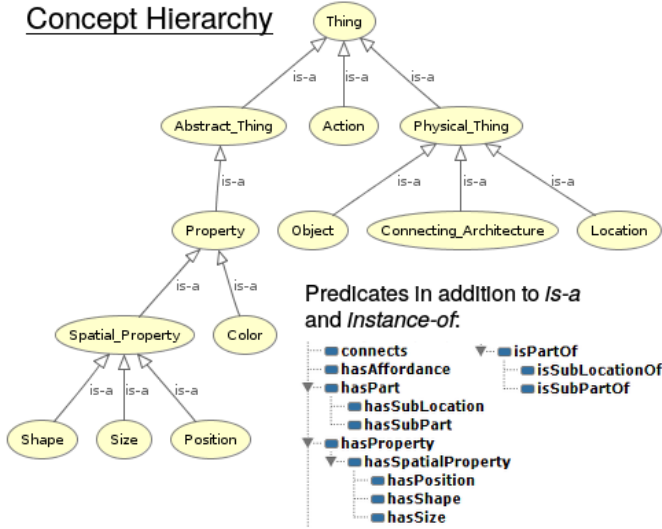 Concept Hierarchy
Thing
is-a is-a is-a
Abstract_Thing Action Physical_Thing
is-a is-a is-a is-a
Property Object Connecting_Architecture Location
is-a is-a
Spatial_Property Color
is-a is-a is-a
Shape Size Position
Predicates in addition to Is-a
and Instance-of:
connects
hasAffordance
hasPart
hasSubLocation
hasSubPart
hasProperty
hasSpatialProperty
hasPosition
hasShape
hasSize
isPartOf
isSubLocationOf
isSubPartOf